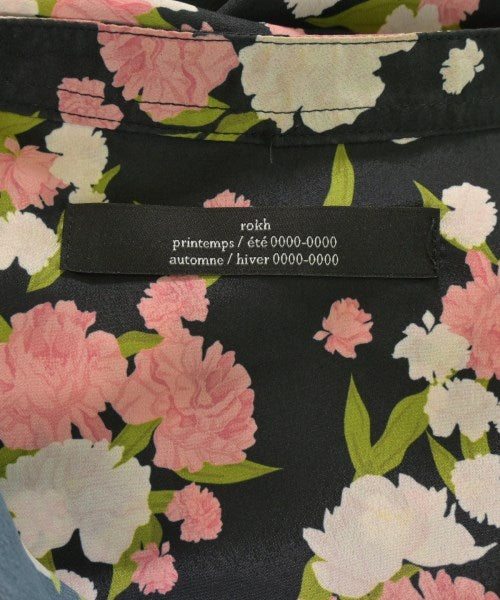 rokh
printemps / été 0000-0000
automne / hiver 0000-0000